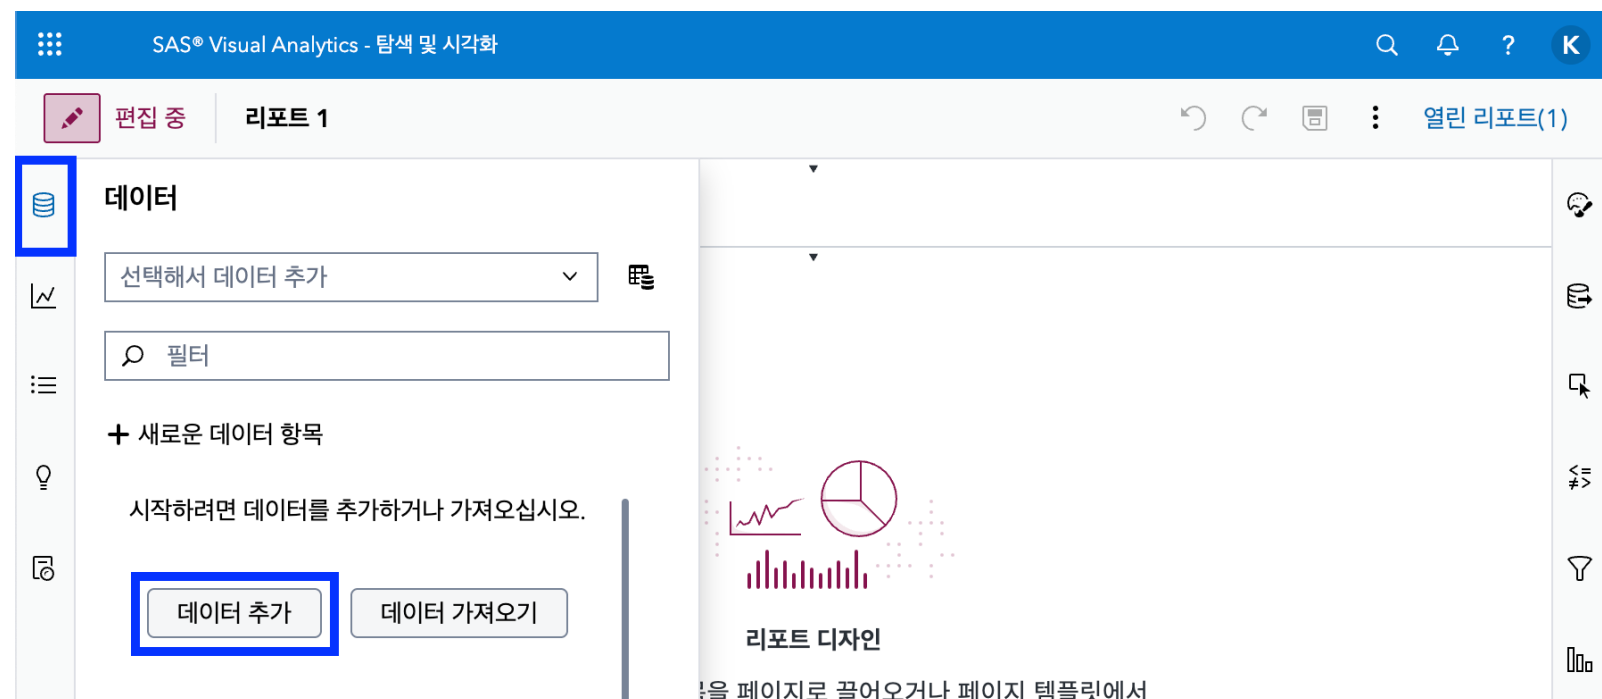 SAS® Visual Analytics - 탐색 및 시각화
?
K
편집 중
리포트 1
열린 리포트(1)
데이터
선택해서 데이터 추가
필터
+ 새로운 데이터 항목
시작하려면 데이터를 추가하거나 가져오십시오.
데이터 추가
데이터 가져오기
리포트 디자인
을 페이지로 끌어오거나 페이지 템플릿에서